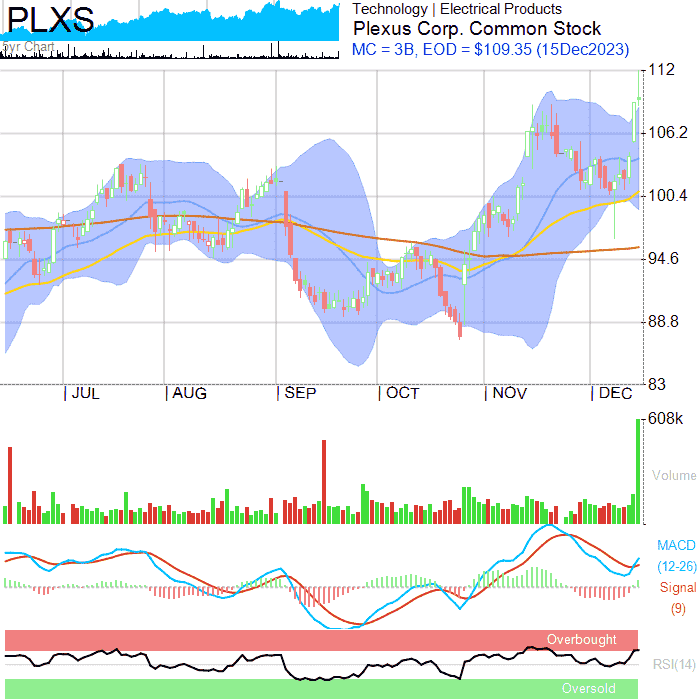 PLXS
5yr Chart
Technology | Electrical Products
Plexus Corp. Common Stock
MC = 3B, EOD = $109.35 (15Dec2023)
112
106.2
100.4
94.6
88.8
83
JUL AUG SEP OCT NOV DEC
608k
Volume
MACD
(12-26)
Signal
(9)
Overbought
RSI(14)
Oversold